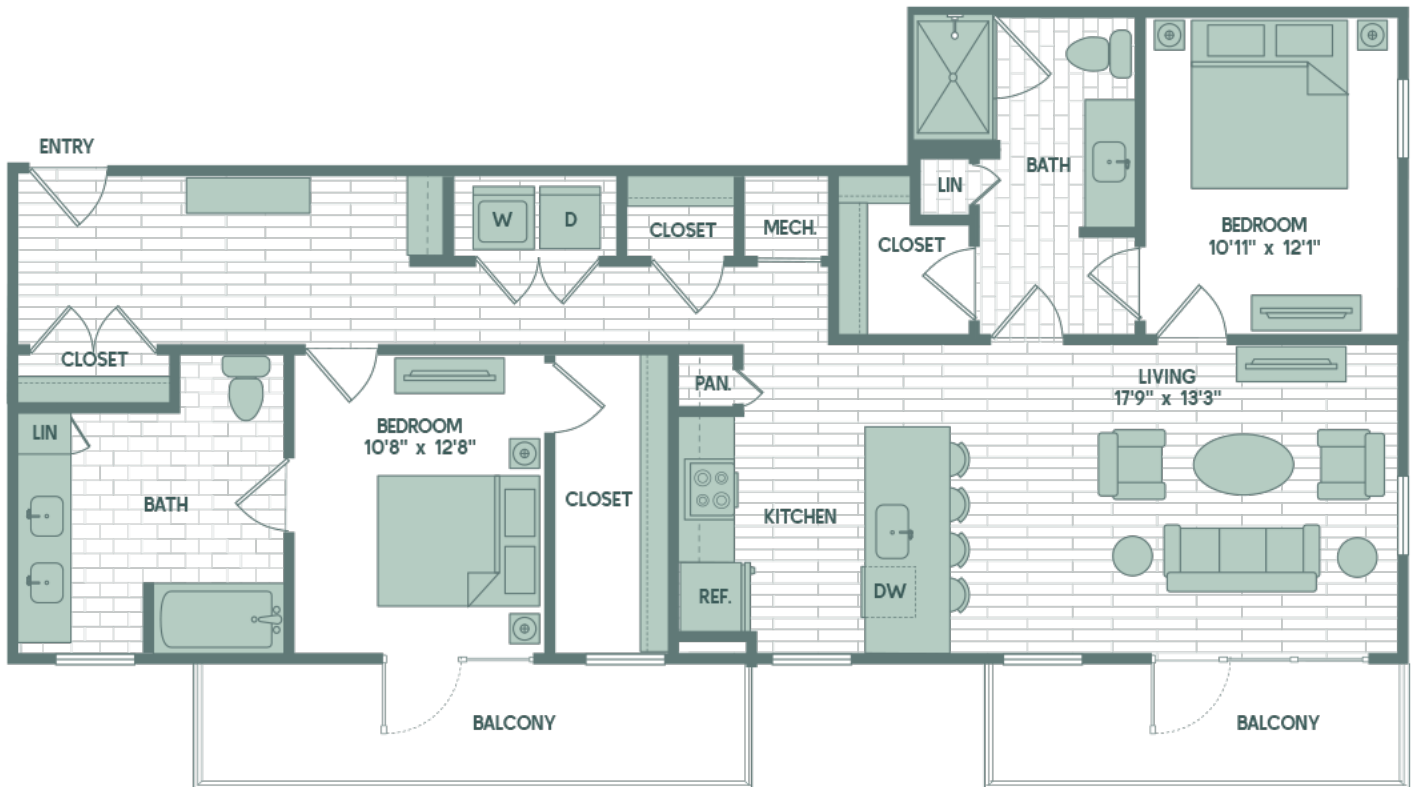 ENTRY
BATH
LIN
W
D
CLOSET
MECH.
CLOSET
BEDROOM
10'11" x 12'1"
CLOSET
PAN.
LIVING
17'9" x 13'3"
LIN
BEDROOM
10'8" x 12'8"
BATH
CLOSET
KITCHEN
REF.
DW
BALCONY
BALCONY